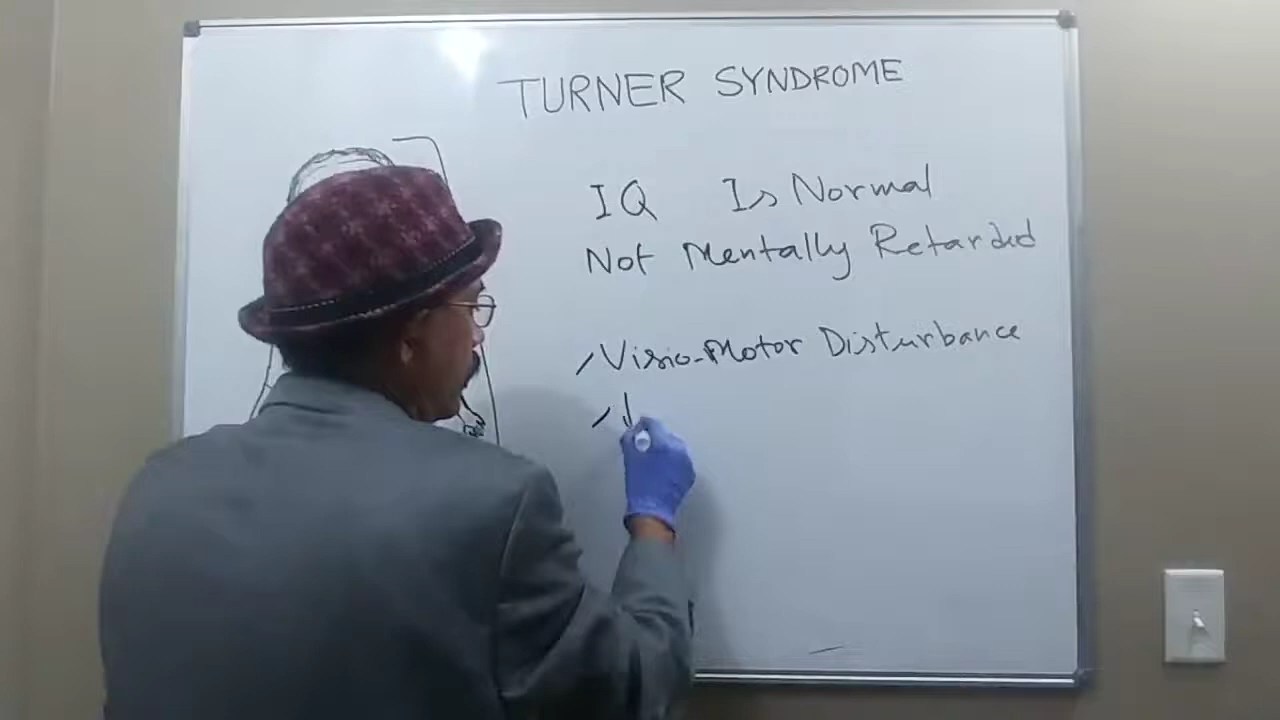 TURNER SYNDROME
IQ Is Normal
Not Mentally Retarded
Visio-Motor Disturbance